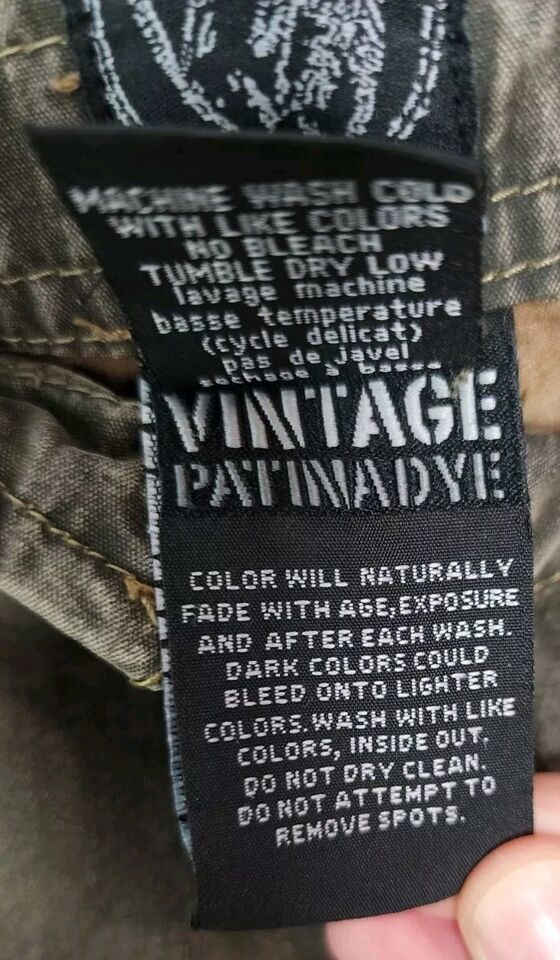 MACHINE WASH COLD
WITH LIKE COLORS
NO BLEACH
TUMBLE DRY LOW
lavage machine
basse temperature
(cycle delicat)
pas de Javel
sechage a basse
VINTAGE
PATINADYE
COLOR WILL NATURALLY
FADE WITH AGE,EXPOSURE
AND AFTER EACH WASH.
DARK COLORS COULD
BLEED ONTO LIGHTER
COLORS.WASH WITH LIKE
COLORS, INSIDE OUT.
DO NOT DRY CLEAN.
DO NOT ATTEMPT TO
REMOVE SPOTS.